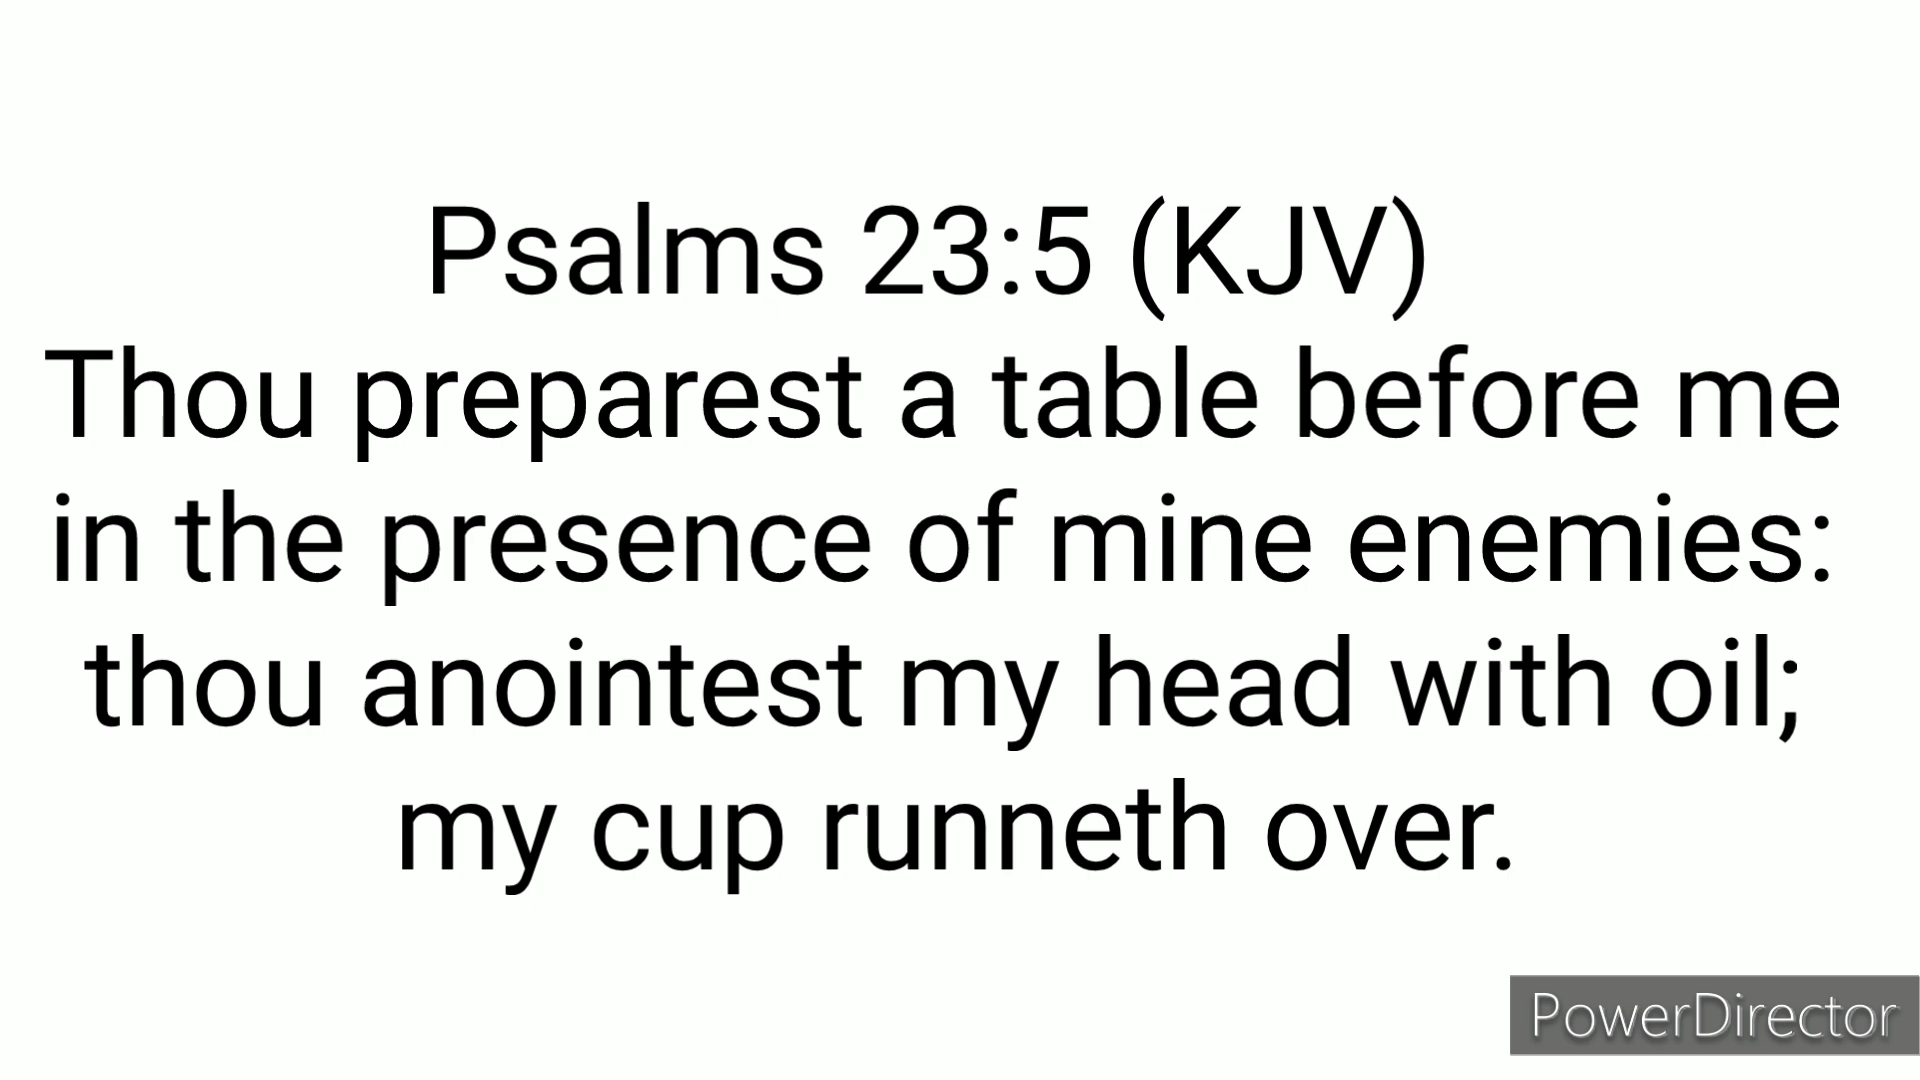 Psalms 23:5 (KJV)
Thou preparest a table before me
in the presence of mine enemies:
thou anointest my head with oil;
my cup runneth over.
PowerDirector